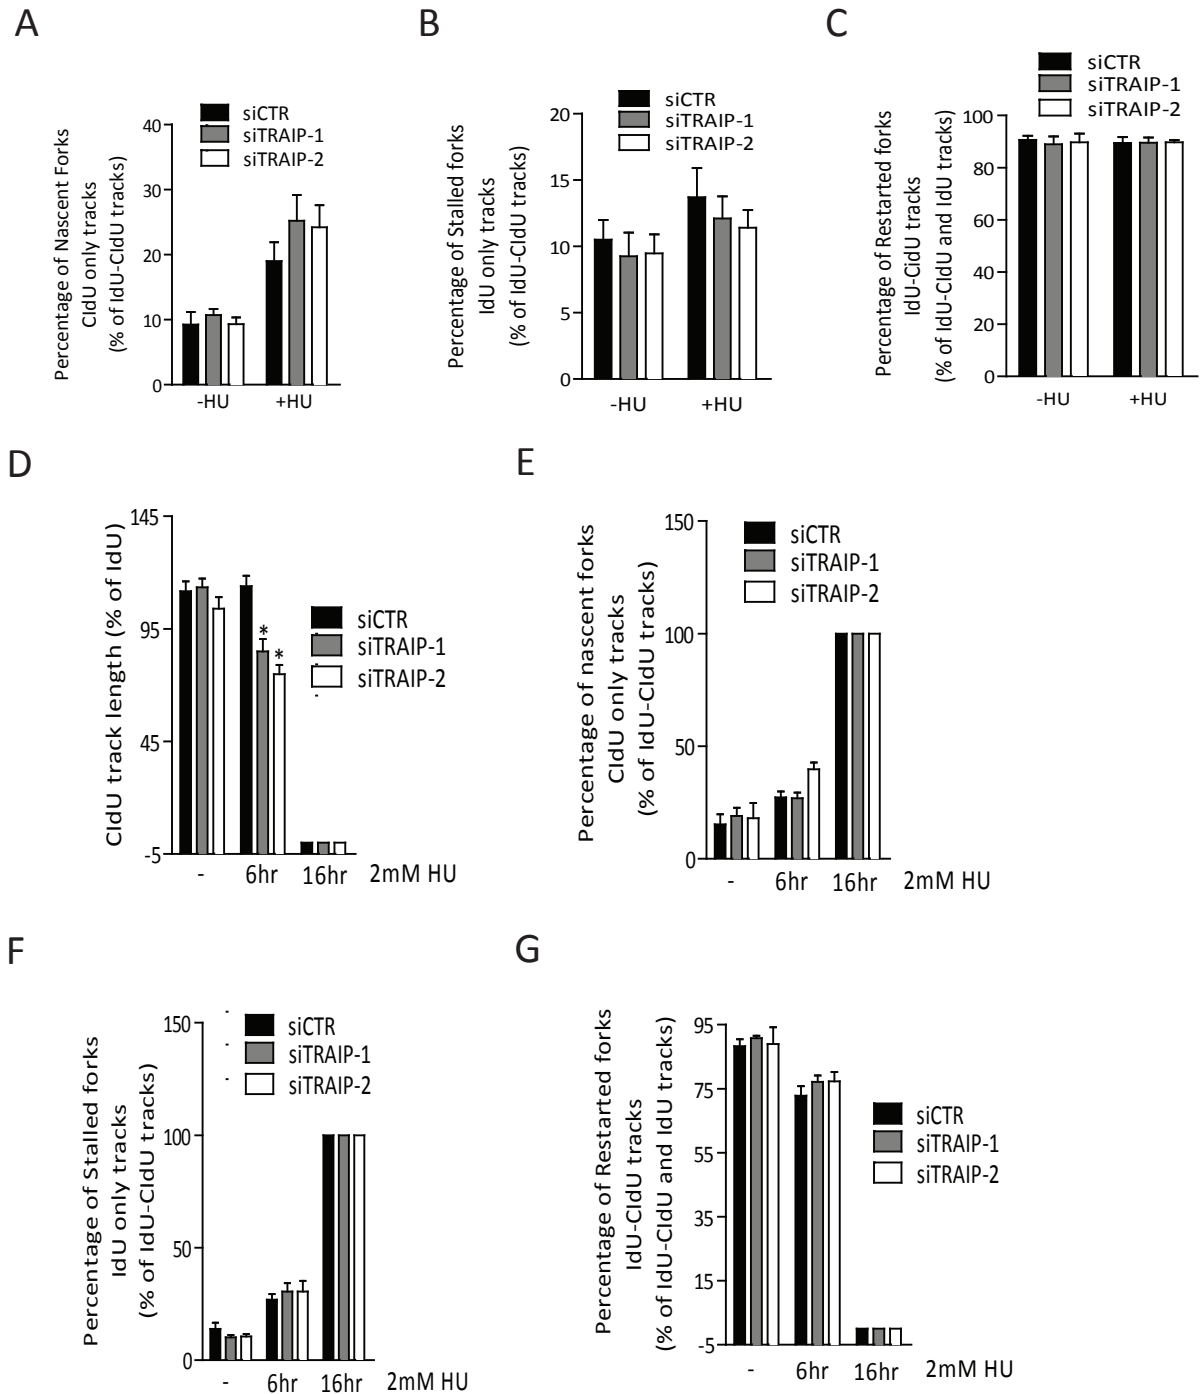 A
siCTR
siTRAIP-1
siTRAIP-2
Percentage of Nascent Forks
CldU only tracks
(% of IdU-CldU tracks)
40
30
20
10
0
-HU
+HU
B
siCTR
siTRAIP-1
siTRAIP-2
Percentage of Stalled forks
IdU only tracks
(% of IdU-CldU tracks)
20
15
10
5
0
-HU
+HU
C
siCTR
siTRAIP-1
siTRAIP-2
Percentage of Restarted forks
IdU-CidU tracks
(% of IdU-CldU and IdU tracks)
100
80
60
40
20
0
-HU
+HU
D
CldU track length (% of IdU)
145
95
45
-5
*
*
siCTR
siTRAIP-1
siTRAIP-2
-
6hr
16hr
2mM HU
E
Percentage of nascent forks
CldU only tracks
(% of IdU-CldU tracks)
150
100
50
0
siCTR
siTRAIP-1
siTRAIP-2
-
6hr
16hr
2mM HU
F
Percentage of Stalled forks
IdU only tracks
(% of IdU-CldU tracks)
150
100
50
0
siCTR
siTRAIP-1
siTRAIP-2
-
6hr
16hr
2mM HU
G
Percentage of Restarted forks
IdU-CldU tracks
(% of IdU-CldU and IdU tracks)
95
75
55
35
15
-5
siCTR
siTRAIP-1
siTRAIP-2
-
6hr
16hr
2mM HU